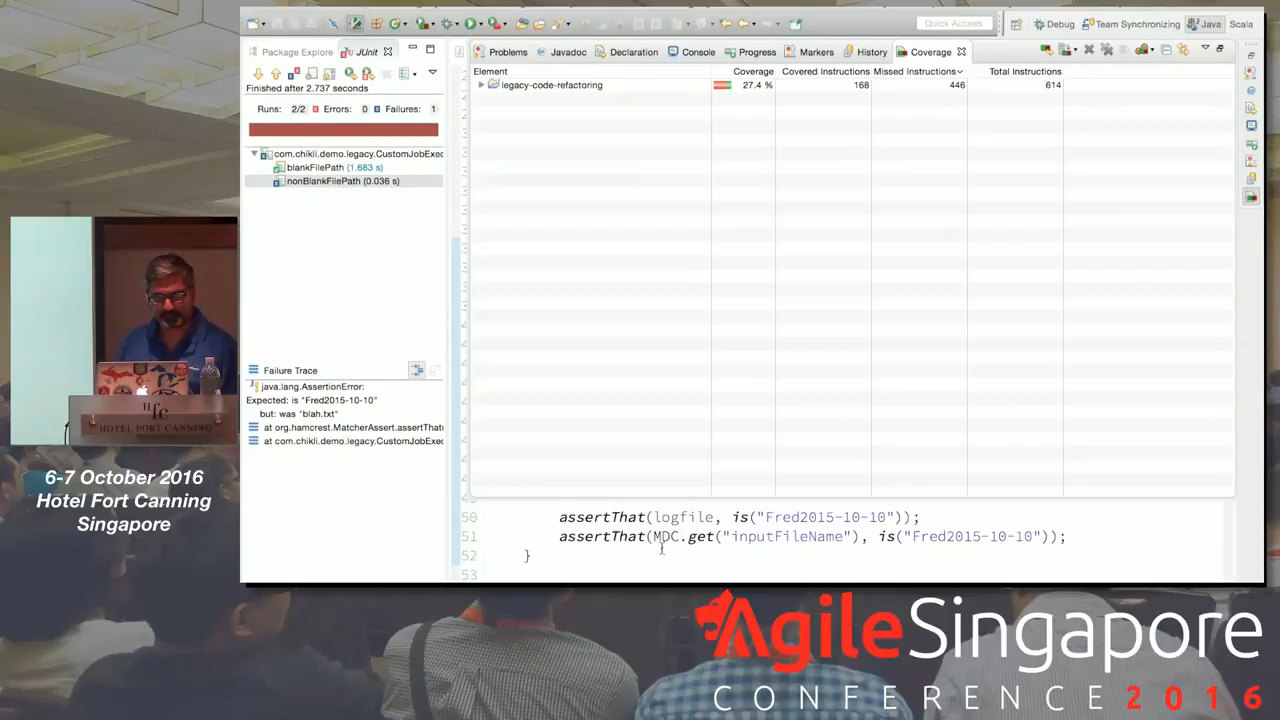 Quick Access
Debug
Team Synchronizing
Java
Scala
Package Explorer
JUnit
Finished after 2.737 seconds
Runs: 2/2
Errors: 0
Failures: 1
com.chikli.demo.legacy.CustomJobExec
blankFilePath (1.683 s)
nonBlankFilePath (0.036 s)
Failure Trace
java.lang.AssertionError:
Expected: is "Fred2015-10-10"
but: was "blah.txt"
at org.hamcrest.MatcherAssert.assertThat
at com.chikli.demo.legacy.CustomJobExec
Problems
Javadoc
Declaration
Console
Progress
Markers
History
Coverage
Element Coverage Covered Instructions Missed Instructions Total Instructions
legacy-code-refactoring 27.4 % 168 446 614
50 assertThat(logfile, is("Fred2015-10-10"));
51 assertThat(MDC.get("inputFileName"), is("Fred2015-10-10"));
52 }
53
HOTEL FORT CANNING
6-7 October 2016
Hotel Fort Canning
Singapore
AgileSingapore
CONFERENCE 2016